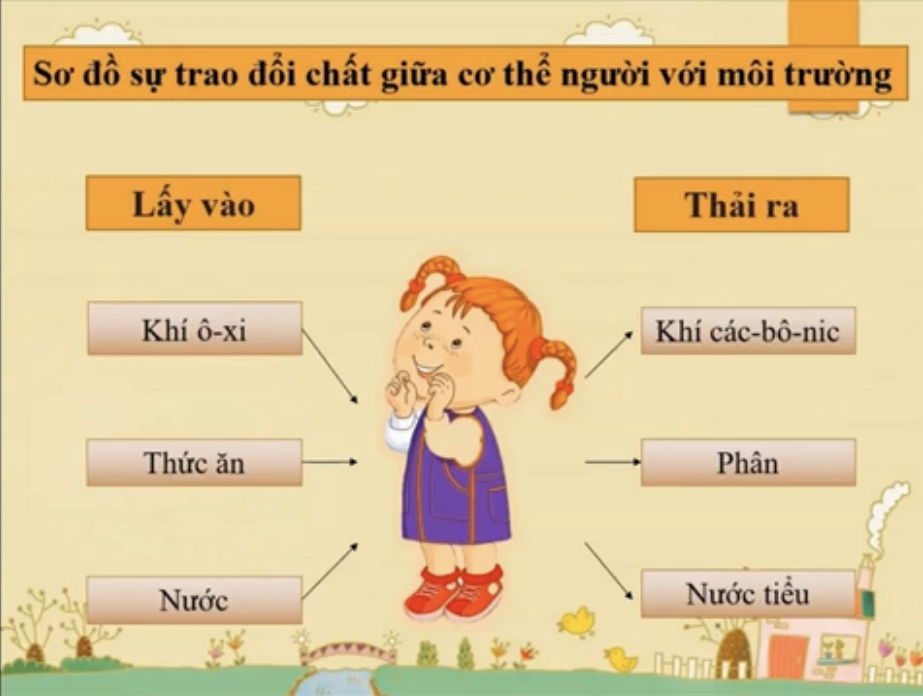 Sơ đồ sự trao đổi chất giữa cơ thể người với môi trường
Lấy vào
Thải ra
Khí ô-xi
Khí các-bô-nic
Thức ăn
Phân
Nước
Nước tiểu